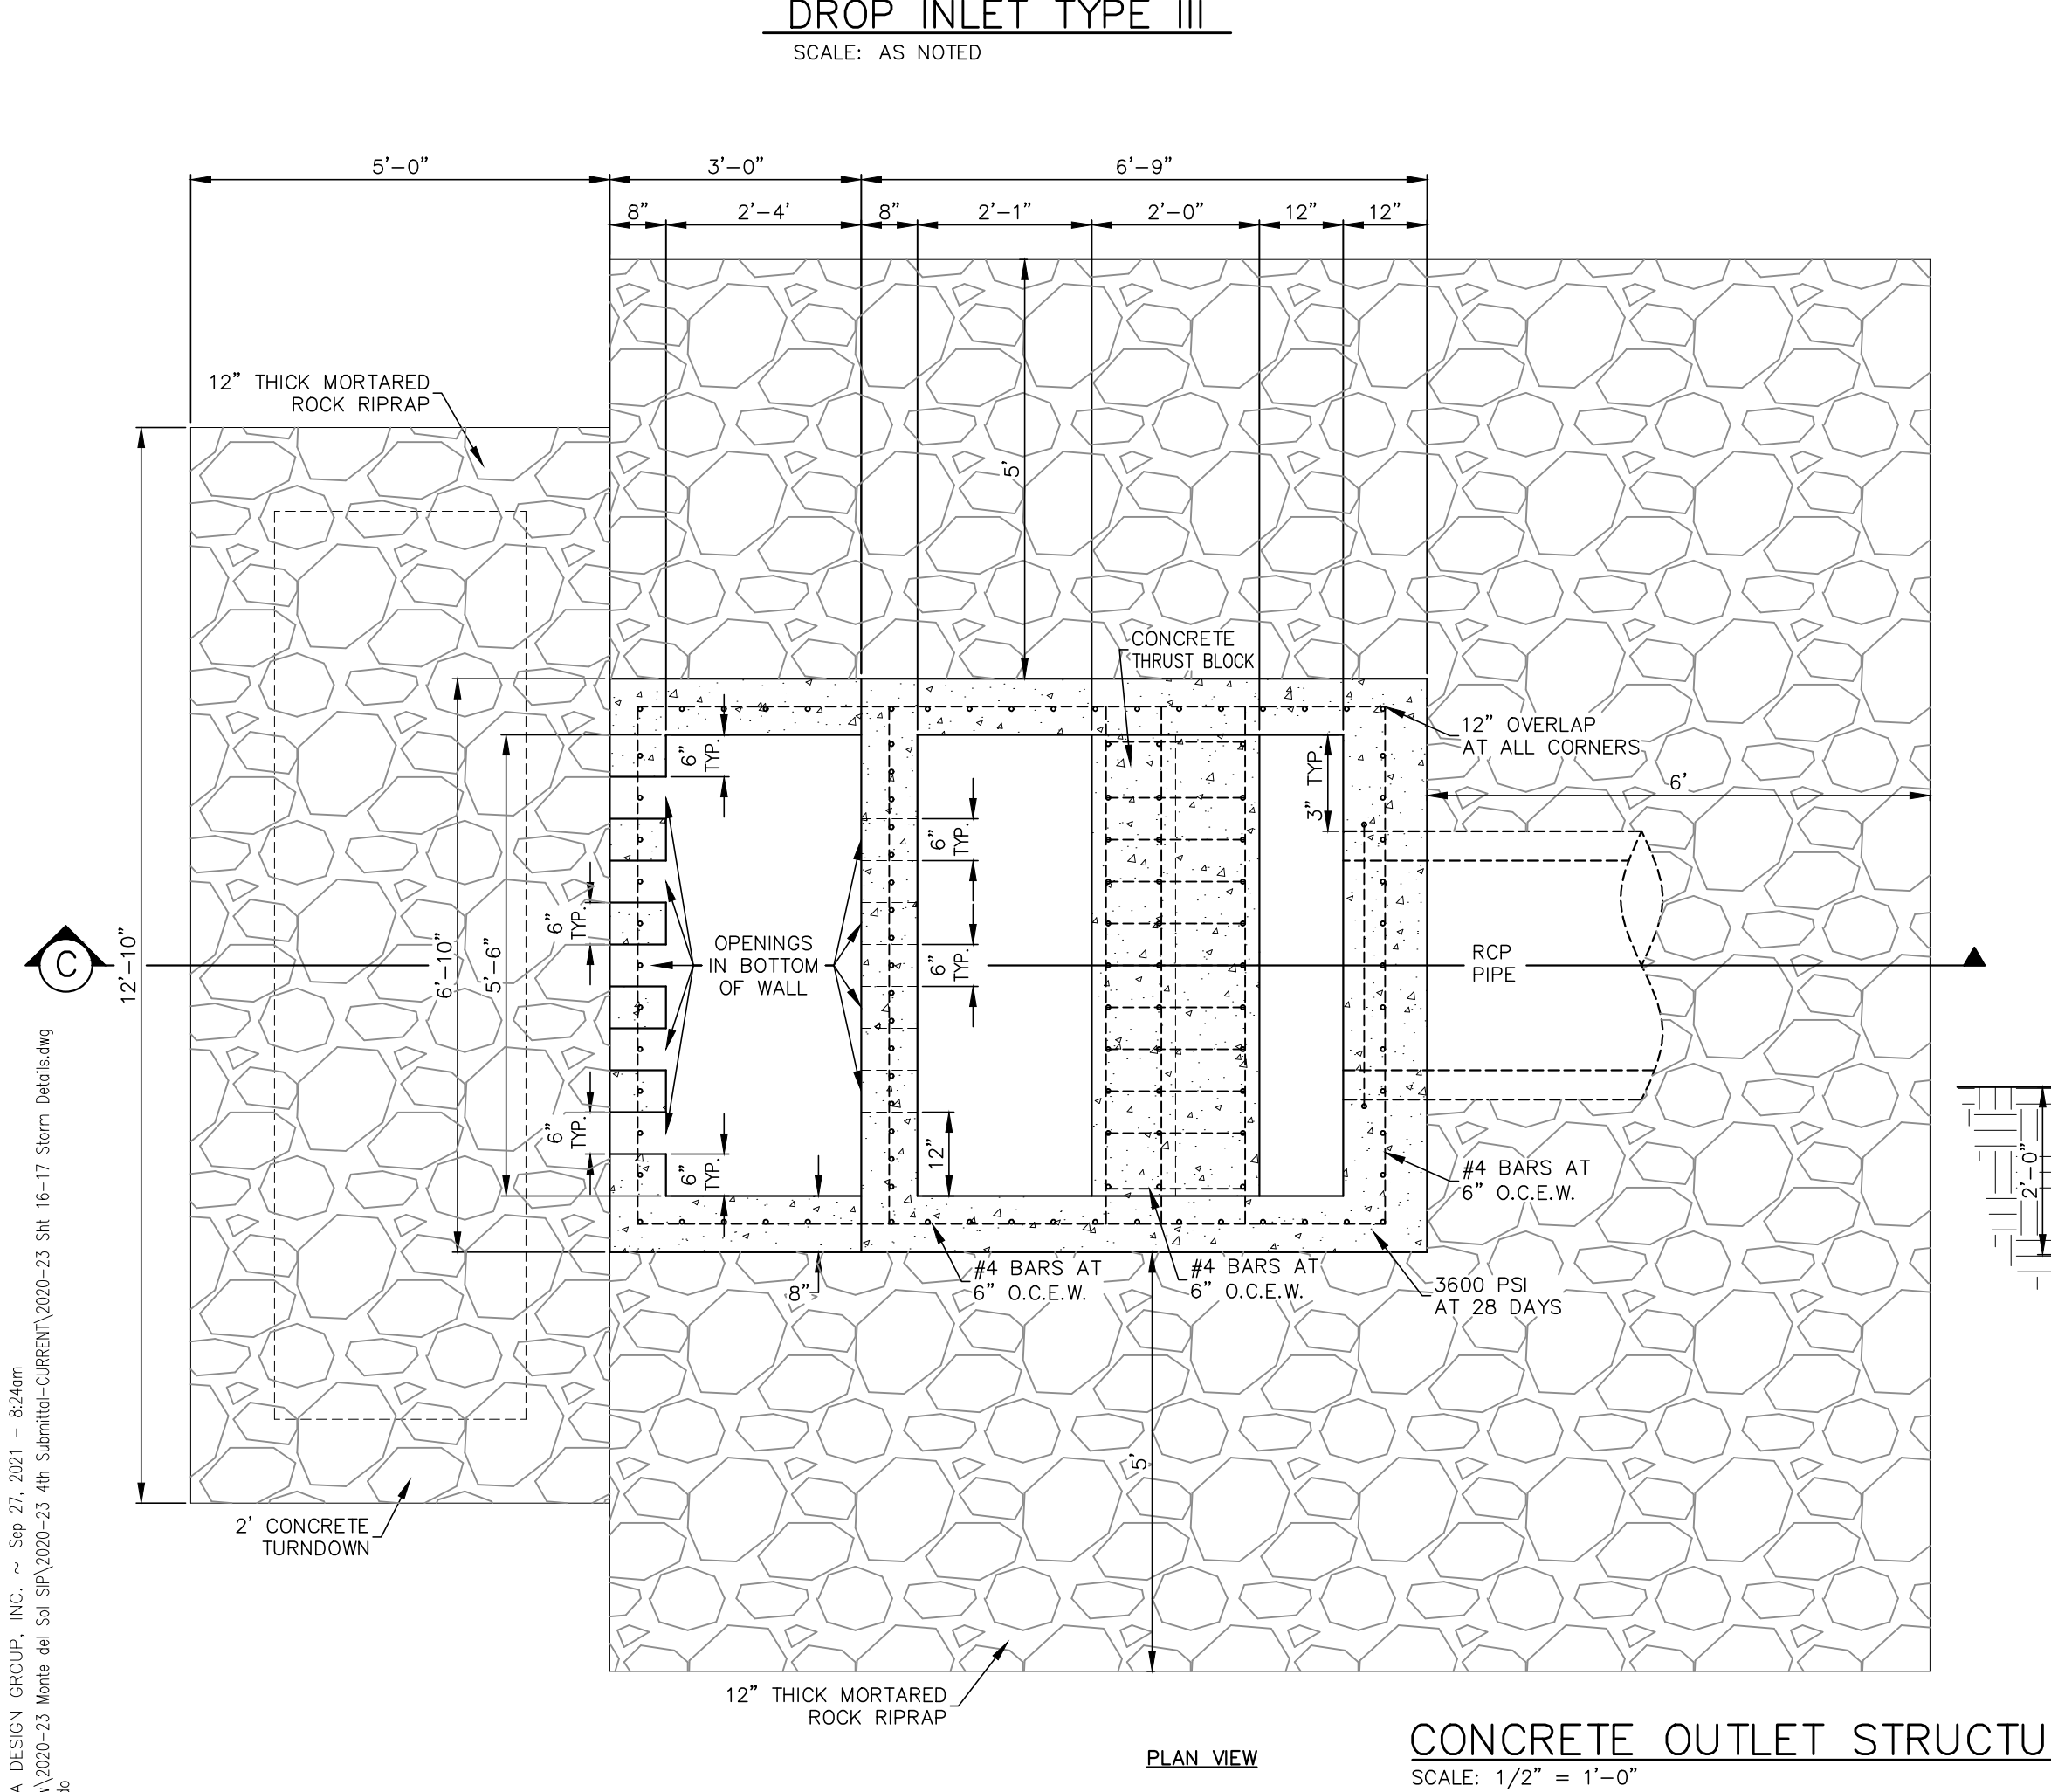 DROP INLET TYPE III
SCALE: AS NOTED
5'-0"
3'-0"
6'-9"
8"
2'-4'
8"
2'-1"
2'-0"
12"
12"
12" THICK MORTARED
ROCK RIPRAP
5'
CONCRETE
THRUST BLOCK
12" OVERLAP
AT ALL CORNERS
6"
TYP.
3" TYP.
6'
6"
TYP.
6"
TYP.
C
12'-10"
6'-10"
5'-6"
OPENINGS
IN BOTTOM
OF WALL
6"
TYP.
RCP
PIPE
6"
TYP.
6"
TYP.
12"
#4 BARS AT
6" O.C.E.W.
2'-0"
8"
#4 BARS AT
6" O.C.E.W.
#4 BARS AT
6" O.C.E.W.
3600 PSI
AT 28 DAYS
5'
2' CONCRETE
TURNDOWN
12" THICK MORTARED
ROCK RIPRAP
PLAN VIEW
CONCRETE OUTLET STRUCTU
SCALE: 1/2" = 1'-0"
A DESIGN GROUP, INC. ~ Sep 27, 2021 - 8:24am
\2020-23 Monte del Sol SIP\2020-23 4th Submittal-CURRENT\2020-23 Sht 16-17 Storm Details.dwg